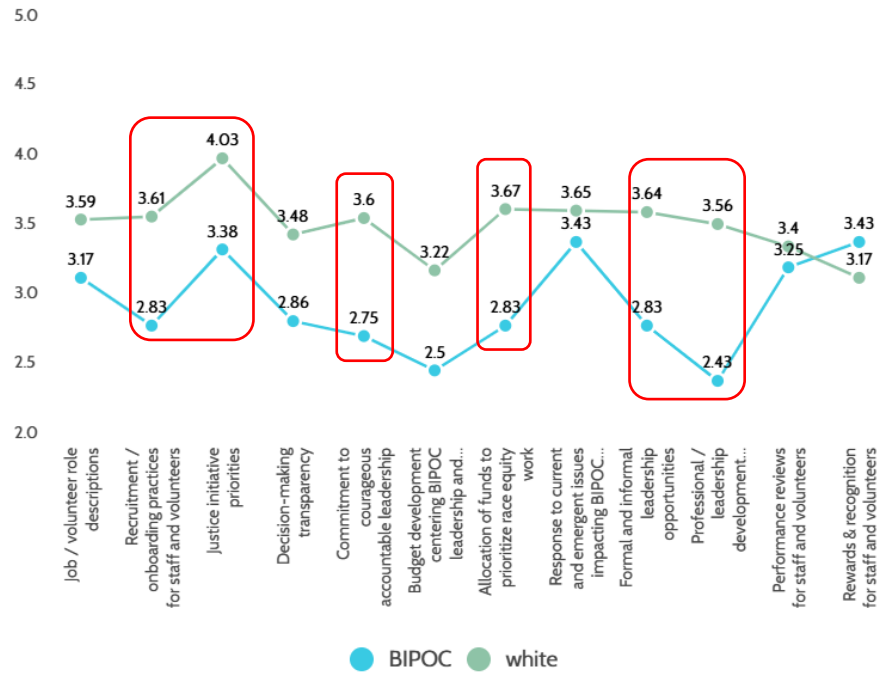 5.0
4.5
4.0
3.5
3.0
2.5
2.0
3.59
3.61
4.03
3.48
3.6
3.22
3.67
3.65
3.64
3.56
3.4
3.17
3.17
2.83
3.38
2.86
2.75
2.5
2.83
3.43
2.83
2.43
3.25
3.43
Job / volunteer role
descriptions
Recruitment /
onboarding practices
for staff and volunteers
Justice initiative
priorities
Decision-making
transparency
Commitment to
courageous
accountable leadership
Budget development
centering BIPOC
leadership and...
Allocation of funds to
prioritize race equity
work
Response to current
and emergent issues
impacting BIPOC...
Formal and informal
leadership
opportunities
Professional /
leadership
development...
Performance reviews
for staff and volunteers
Rewards & recognition
for staff and volunteers
BIPOC white